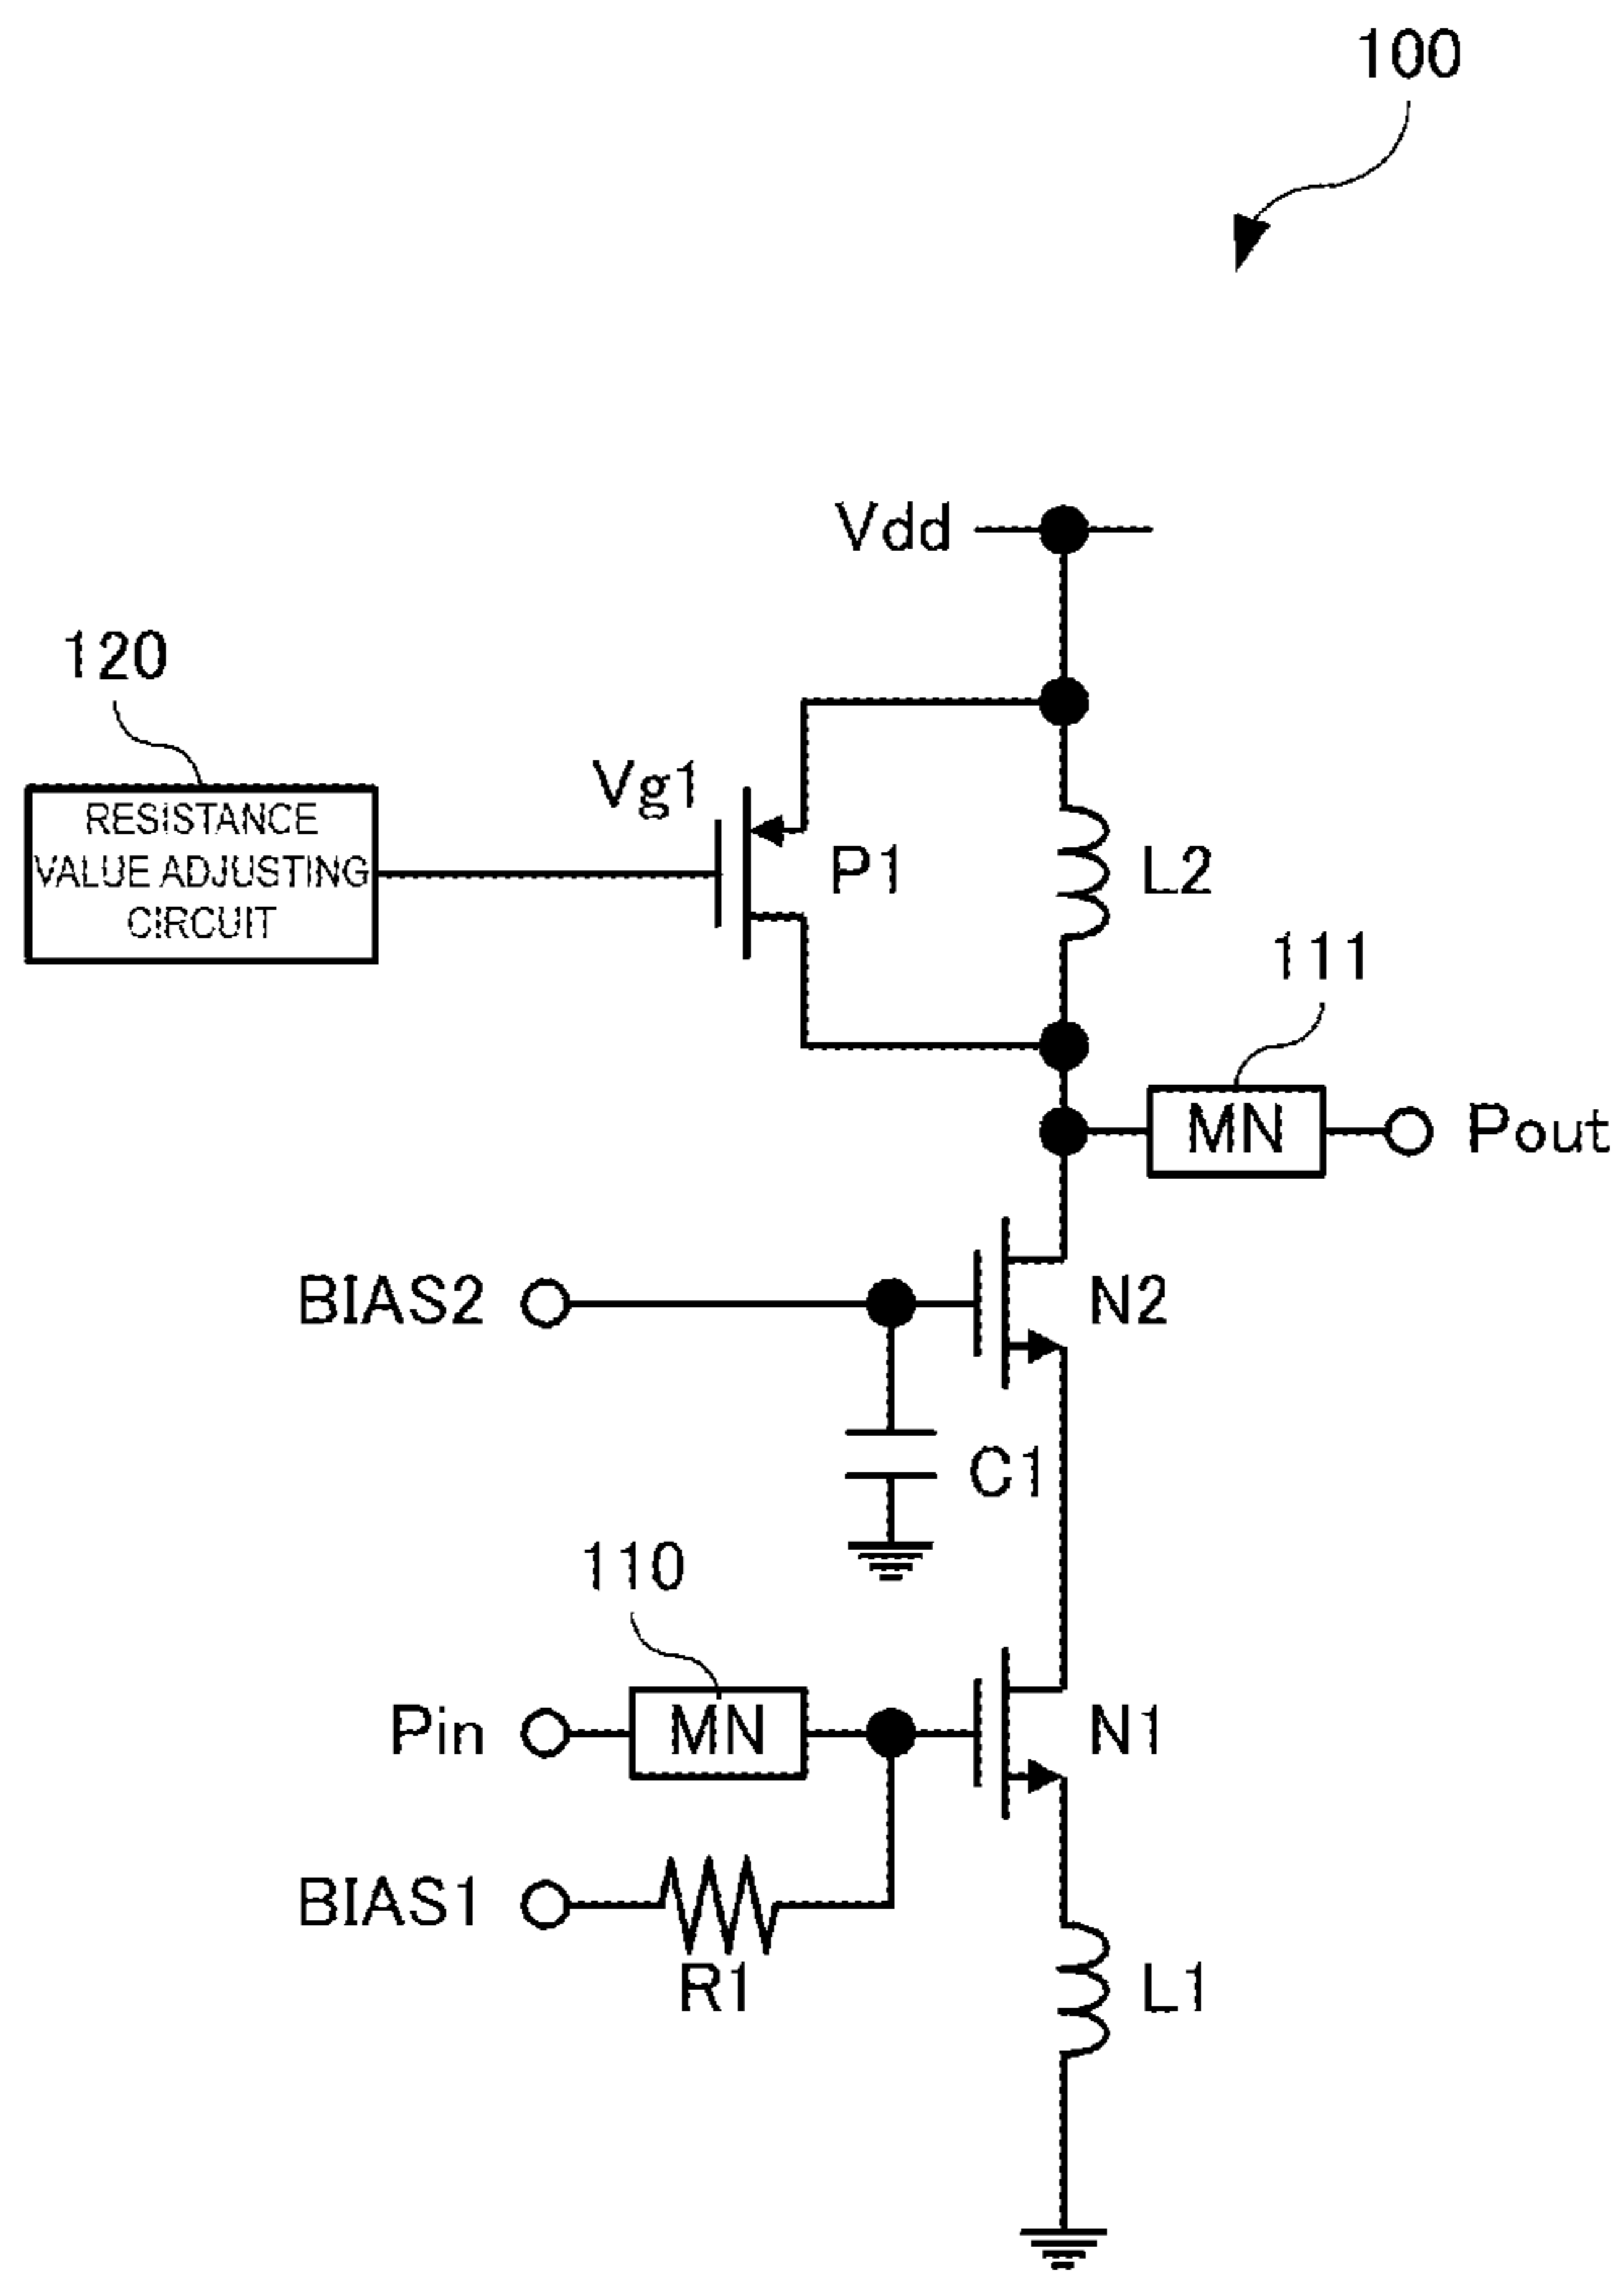 100
Vdd
120
Vg1
RESISTANCE
VALUE ADJUSTING
CIRCUIT
P1
L2
111
MN
Pout
BIAS2
N2
C1
110
Pin
MN
N1
BIAS1
R1
L1